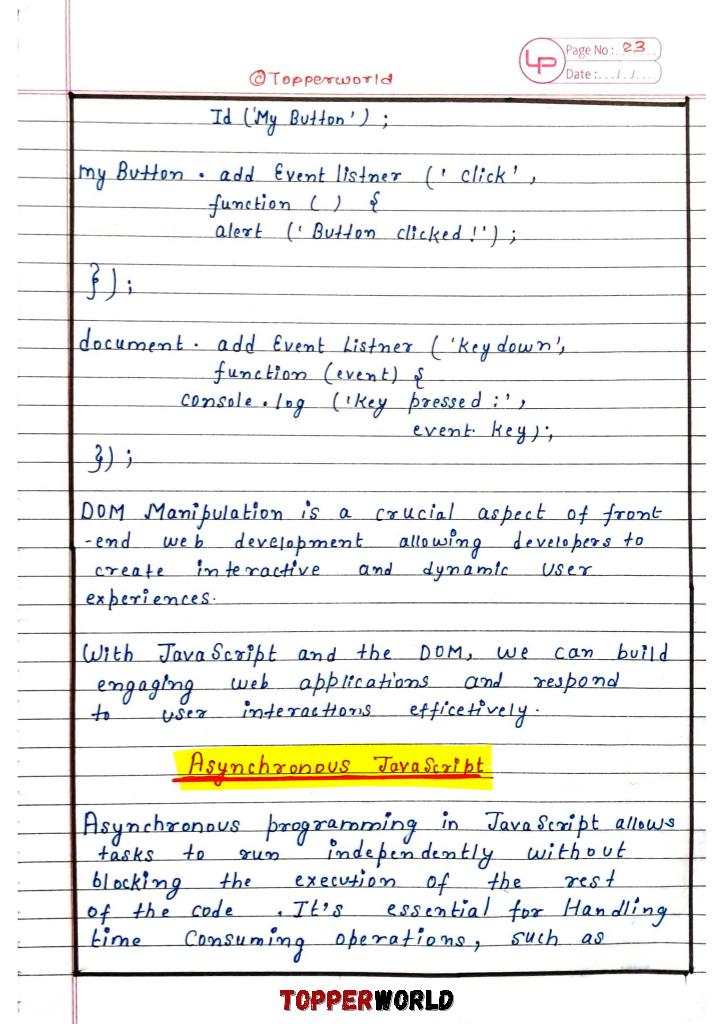 ©Topperworld
LP
Page No : 23
Date : / /
Id ('My Button') ;
my Button . add Event listner (' click' ,
function ( ) {
alert (' Button clicked !') ;
}) ;
document . add Event Listner ( 'key down',
function (event) {
console . log ('key pressed :' ,
event. key) ;
}) ;
DOM Manipulation is a crucial aspect of front
-end web development allowing developers to
create interactive and dynamic user
experiences.
With JavaScript and the DOM, we can build
engaging web applications and respond
to user interactions efficetively.
Asynchronous JavaScript
Asynchronous programming in JavaScript allows
tasks to run independently without
blocking the execution of the rest
of the code . It's essential for Handling
time Consuming operations, such as
TOPPERWORLD